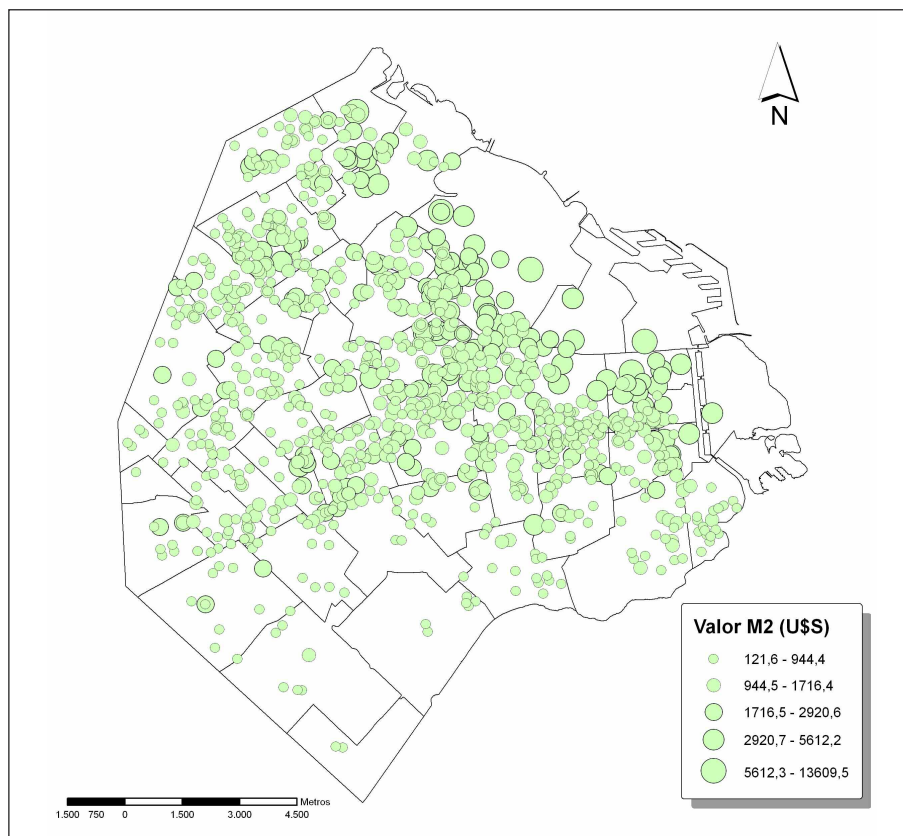 N
Valor M2 (U$S)
121,6 - 944,4
944,5 - 1716,4
1716,5 - 2920,6
2920,7 - 5612,2
5612,3 - 13609,5
Metros
1.500 750 0 1.500 3.000 4.500